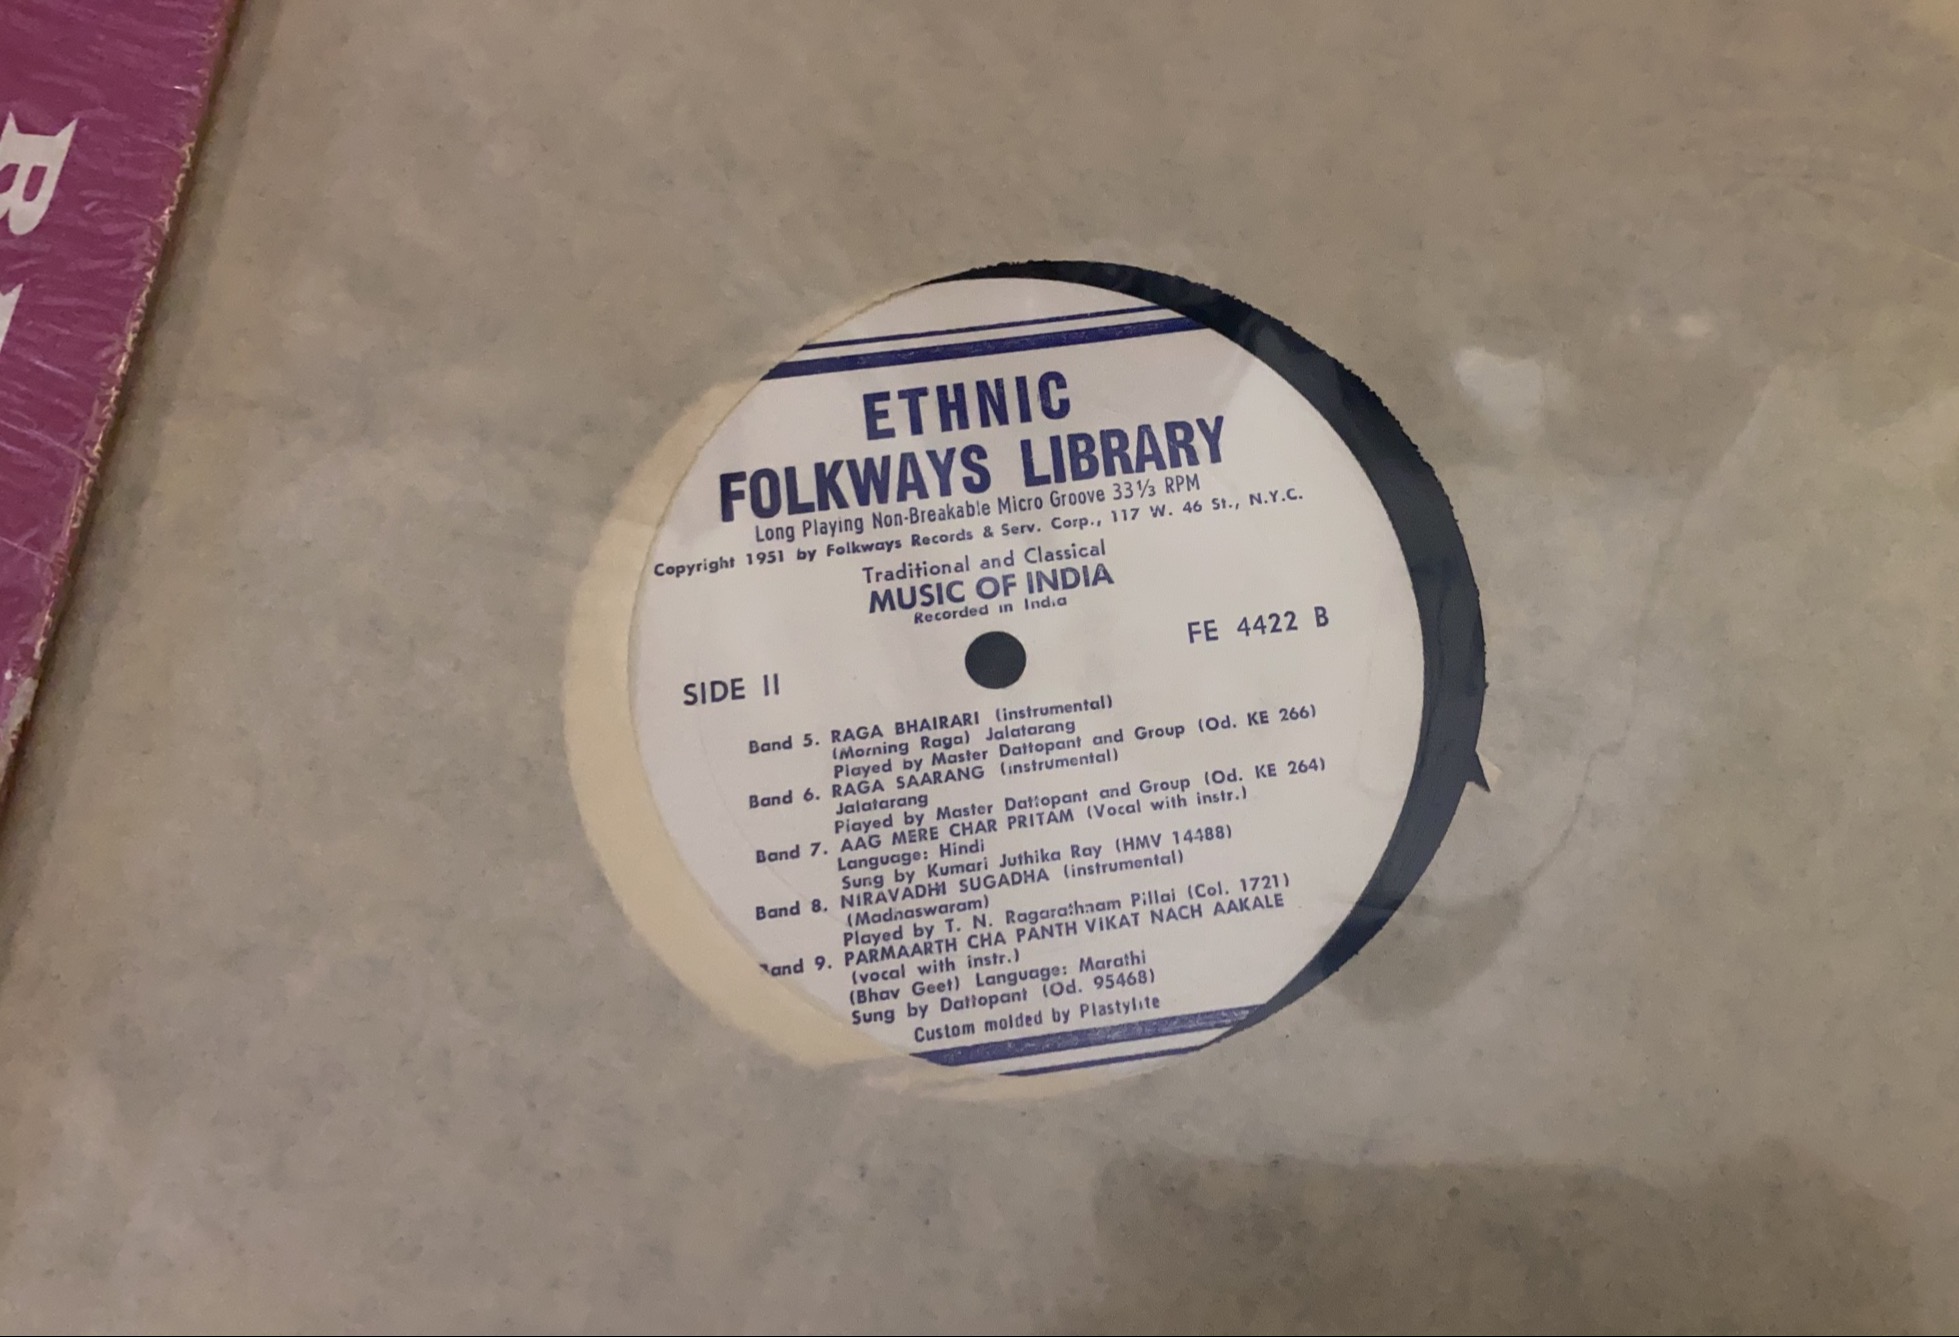 ETHNIC
FOLKWAYS LIBRARY
Long Playing Non-Breakable Micro Groove 33⅓ RPM
Copyright 1951 by Folkways Records & Serv. Corp., 117 W. 46 St., N.Y.C.
Traditional and Classical
MUSIC OF INDIA
Recorded in India
FE 4422 B
SIDE II
Band 5. RAGA BHAIRARI (instrumental)
(Morning Raga) Jalatarang
Played by Master Dattopant and Group (Od. KE 266)
Band 6. RAGA SAARANG (instrumental)
Jalatarang
Played by Master Dattopant and Group (Od. KE 264)
Band 7. AAG MERE CHAR PRITAM (Vocal with instr.)
Language: Hindi
Sung by Kumari Juthika Ray (HMV 14488)
Band 8. NIRAVADHI SUGADHA (instrumental)
(Madnaswaram)
Played by T. N. Ragarathnam Pillai (Col. 1721)
Band 9. PARMAARTH CHA PANTH VIKAT NACH AAKALE
(vocal with instr.)
(Bhav Geet) Language: Marathi
Sung by Dattopant (Od. 95468)
Custom molded by Plastylite